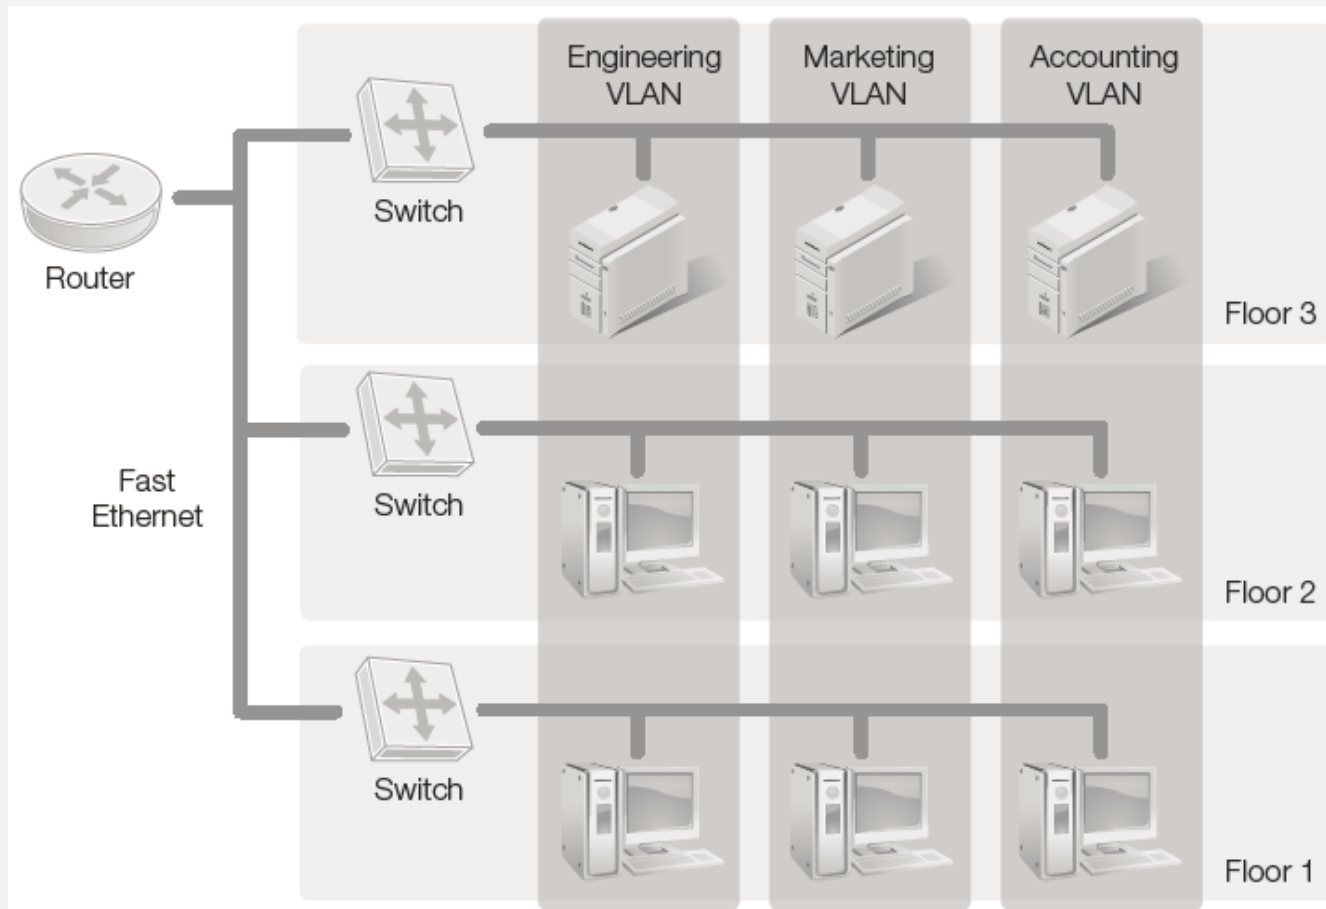 Engineering
VLAN
Marketing
VLAN
Accounting
VLAN
Switch
Router
Floor 3
Fast
Ethernet
Switch
Floor 2
Switch
Floor 1